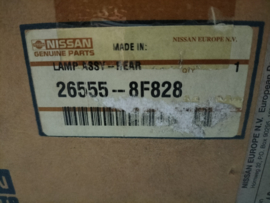 NISSAN
GENUINE PARTS
MADE IN:
NISSAN EUROPE N.V.
LAMP ASSY-REAR
QTY
1
26555-8F828
NISSAN EUROPE N.V.